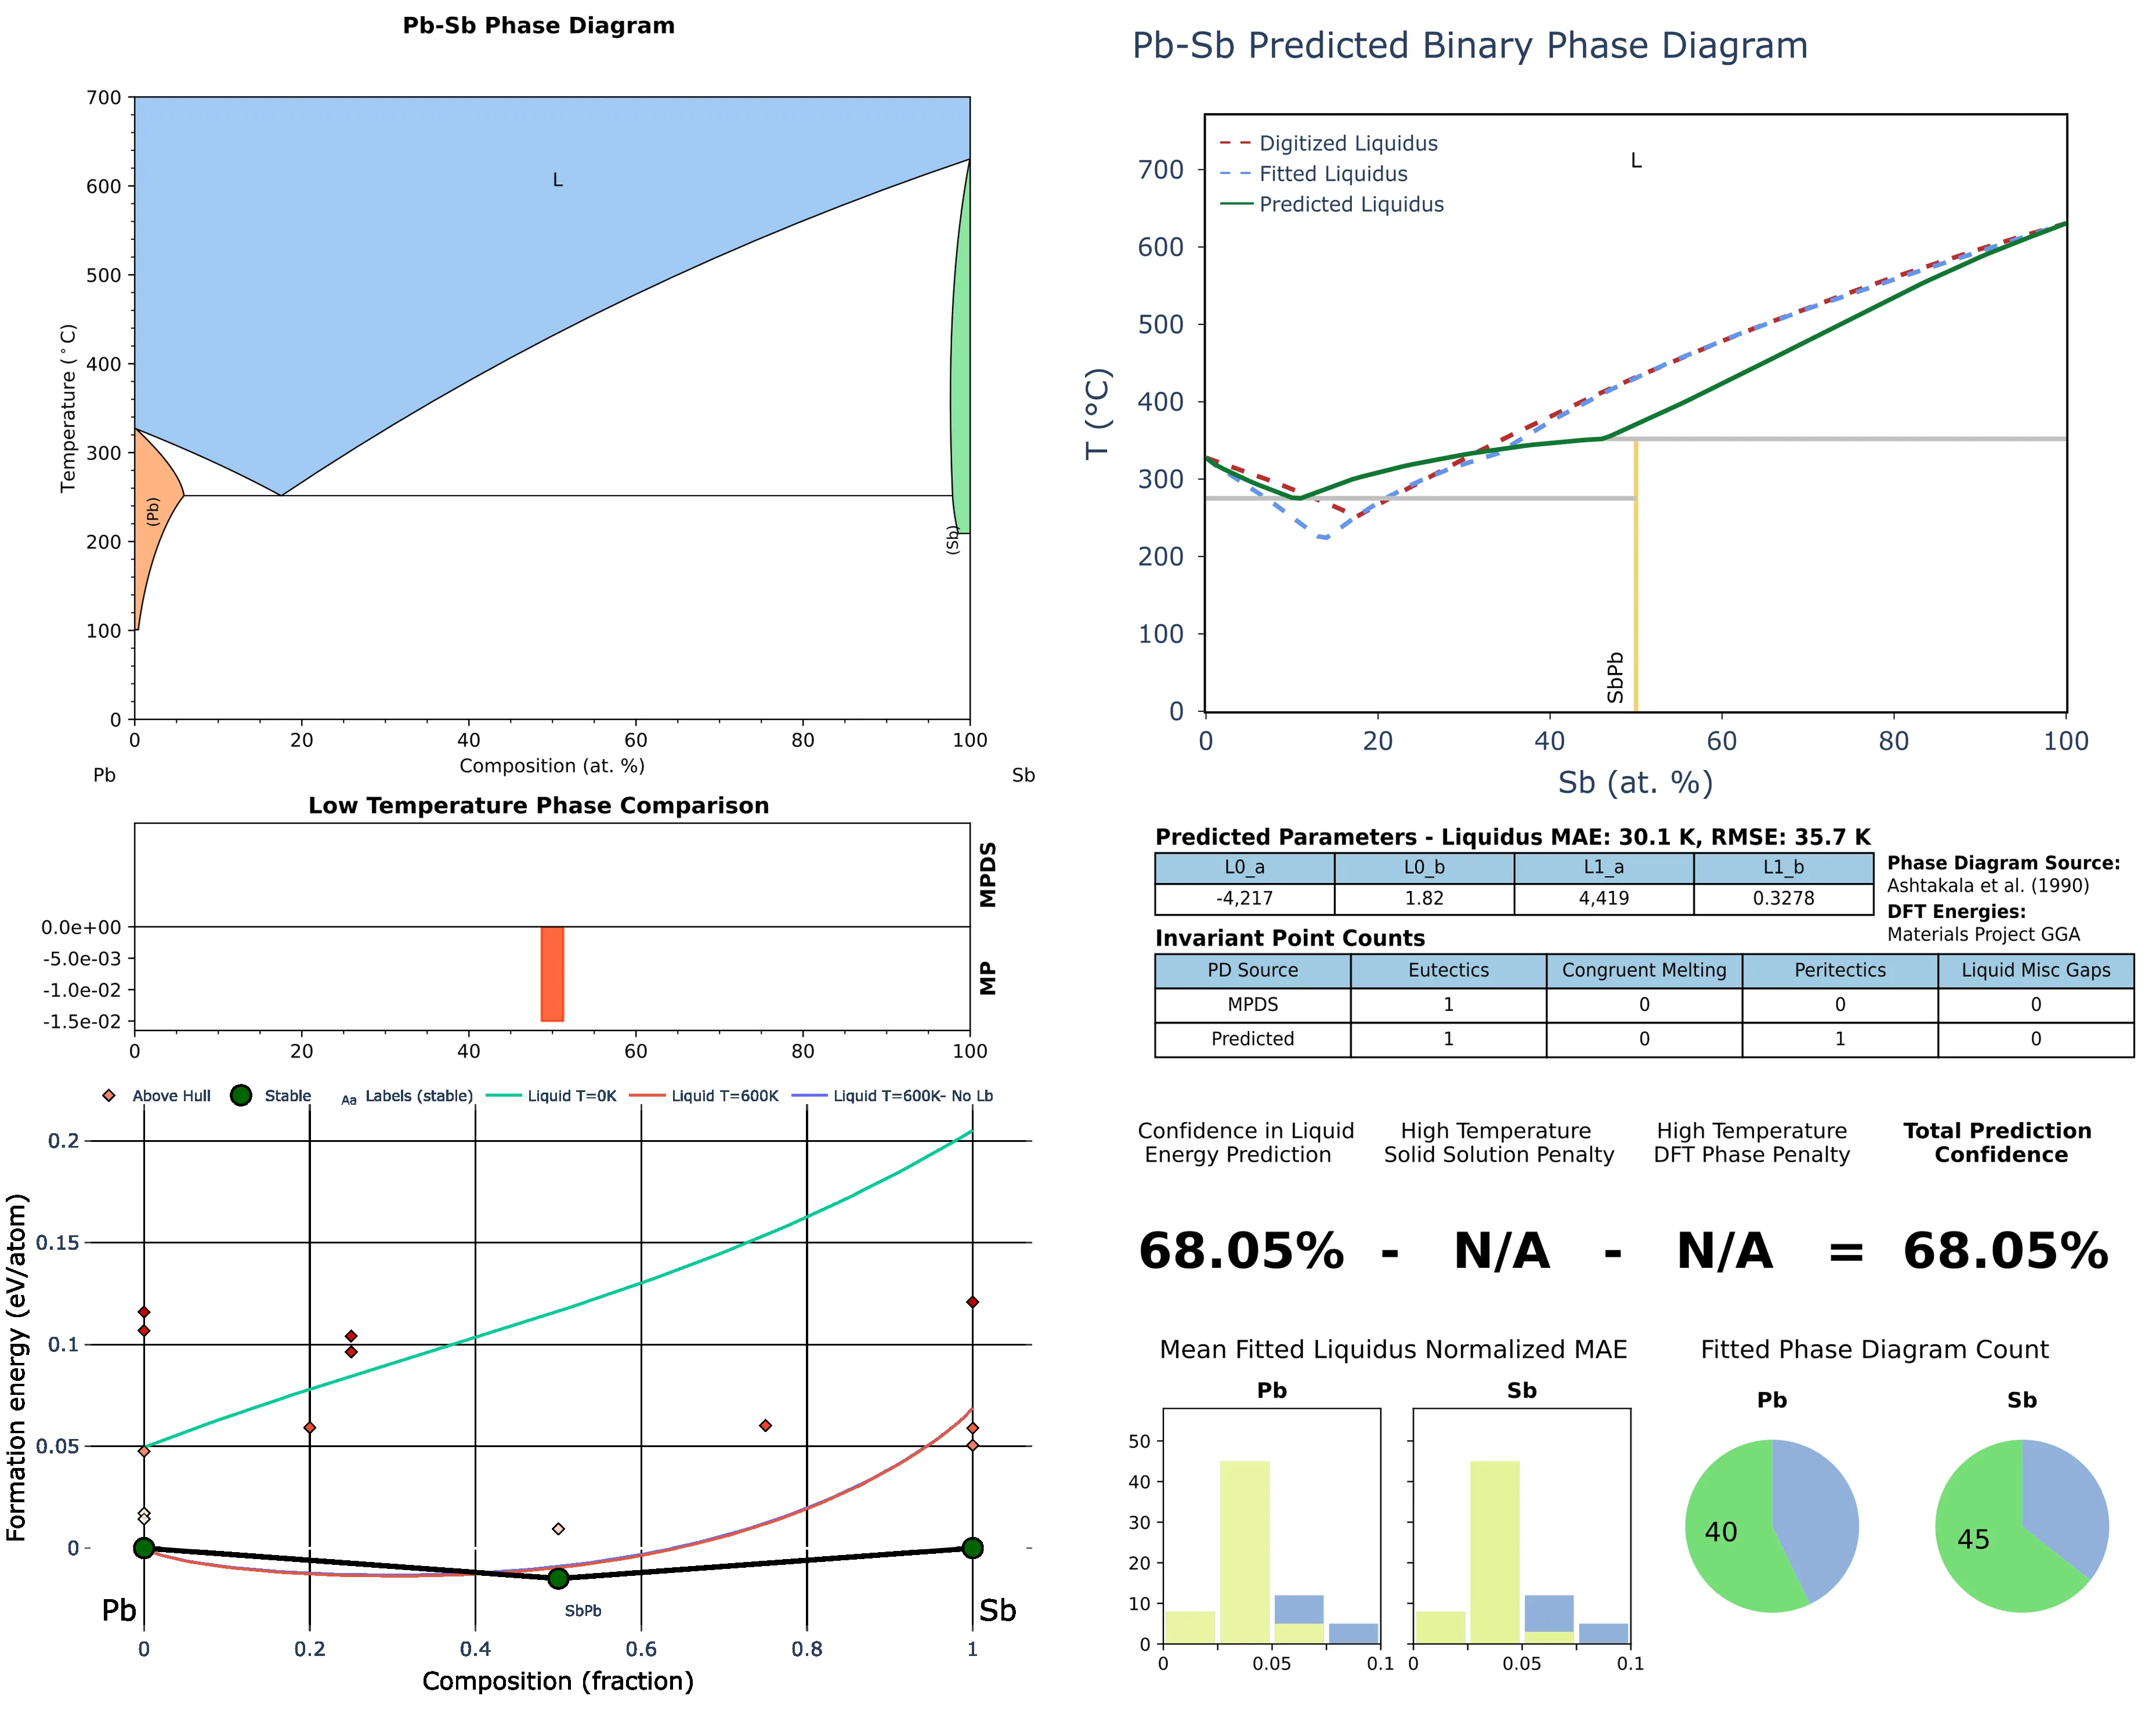 Pb-Sb Phase Diagram
700
600
500
400
300
200
100
0
Temperature (°C)
L
(Pb)
(Sb)
0 20 40 60 80 100
Pb Composition (at. %) Sb
Low Temperature Phase Comparison
0.0e+00
-5.0e-03
-1.0e-02
-1.5e-02
MPDS
MP
0 20 40 60 80 100
Above Hull Stable Aa Labels (stable) Liquid T=0K Liquid T=600K Liquid T=600K- No Lb
0.2
0.15
0.1
0.05
0
Formation energy (eV/atom)
Pb SbPb Sb
0 0.2 0.4 0.6 0.8 1
Composition (fraction)
Pb-Sb Predicted Binary Phase Diagram
Digitized Liquidus
Fitted Liquidus
Predicted Liquidus
L
700
600
500
400
300
200
100
0
T (°C)
SbPb
0 20 40 60 80 100
Sb (at. %)
Predicted Parameters - Liquidus MAE: 30.1 K, RMSE: 35.7 K
L0_a L0_b L1_a L1_b
-4,217 1.82 4,419 0.3278
Phase Diagram Source:
Ashtakala et al. (1990)
DFT Energies:
Materials Project GGA
Invariant Point Counts
PD Source Eutectics Congruent Melting Peritectics Liquid Misc Gaps
MPDS 1 0 0 0
Predicted 1 0 1 0
Confidence in Liquid
Energy Prediction
High Temperature
Solid Solution Penalty
High Temperature
DFT Phase Penalty
Total Prediction
Confidence
68.05% - N/A - N/A = 68.05%
Mean Fitted Liquidus Normalized MAE
Pb Sb
50
40
30
20
10
0
0 0.05 0.1 0 0.05 0.1
Fitted Phase Diagram Count
Pb Sb
40 45